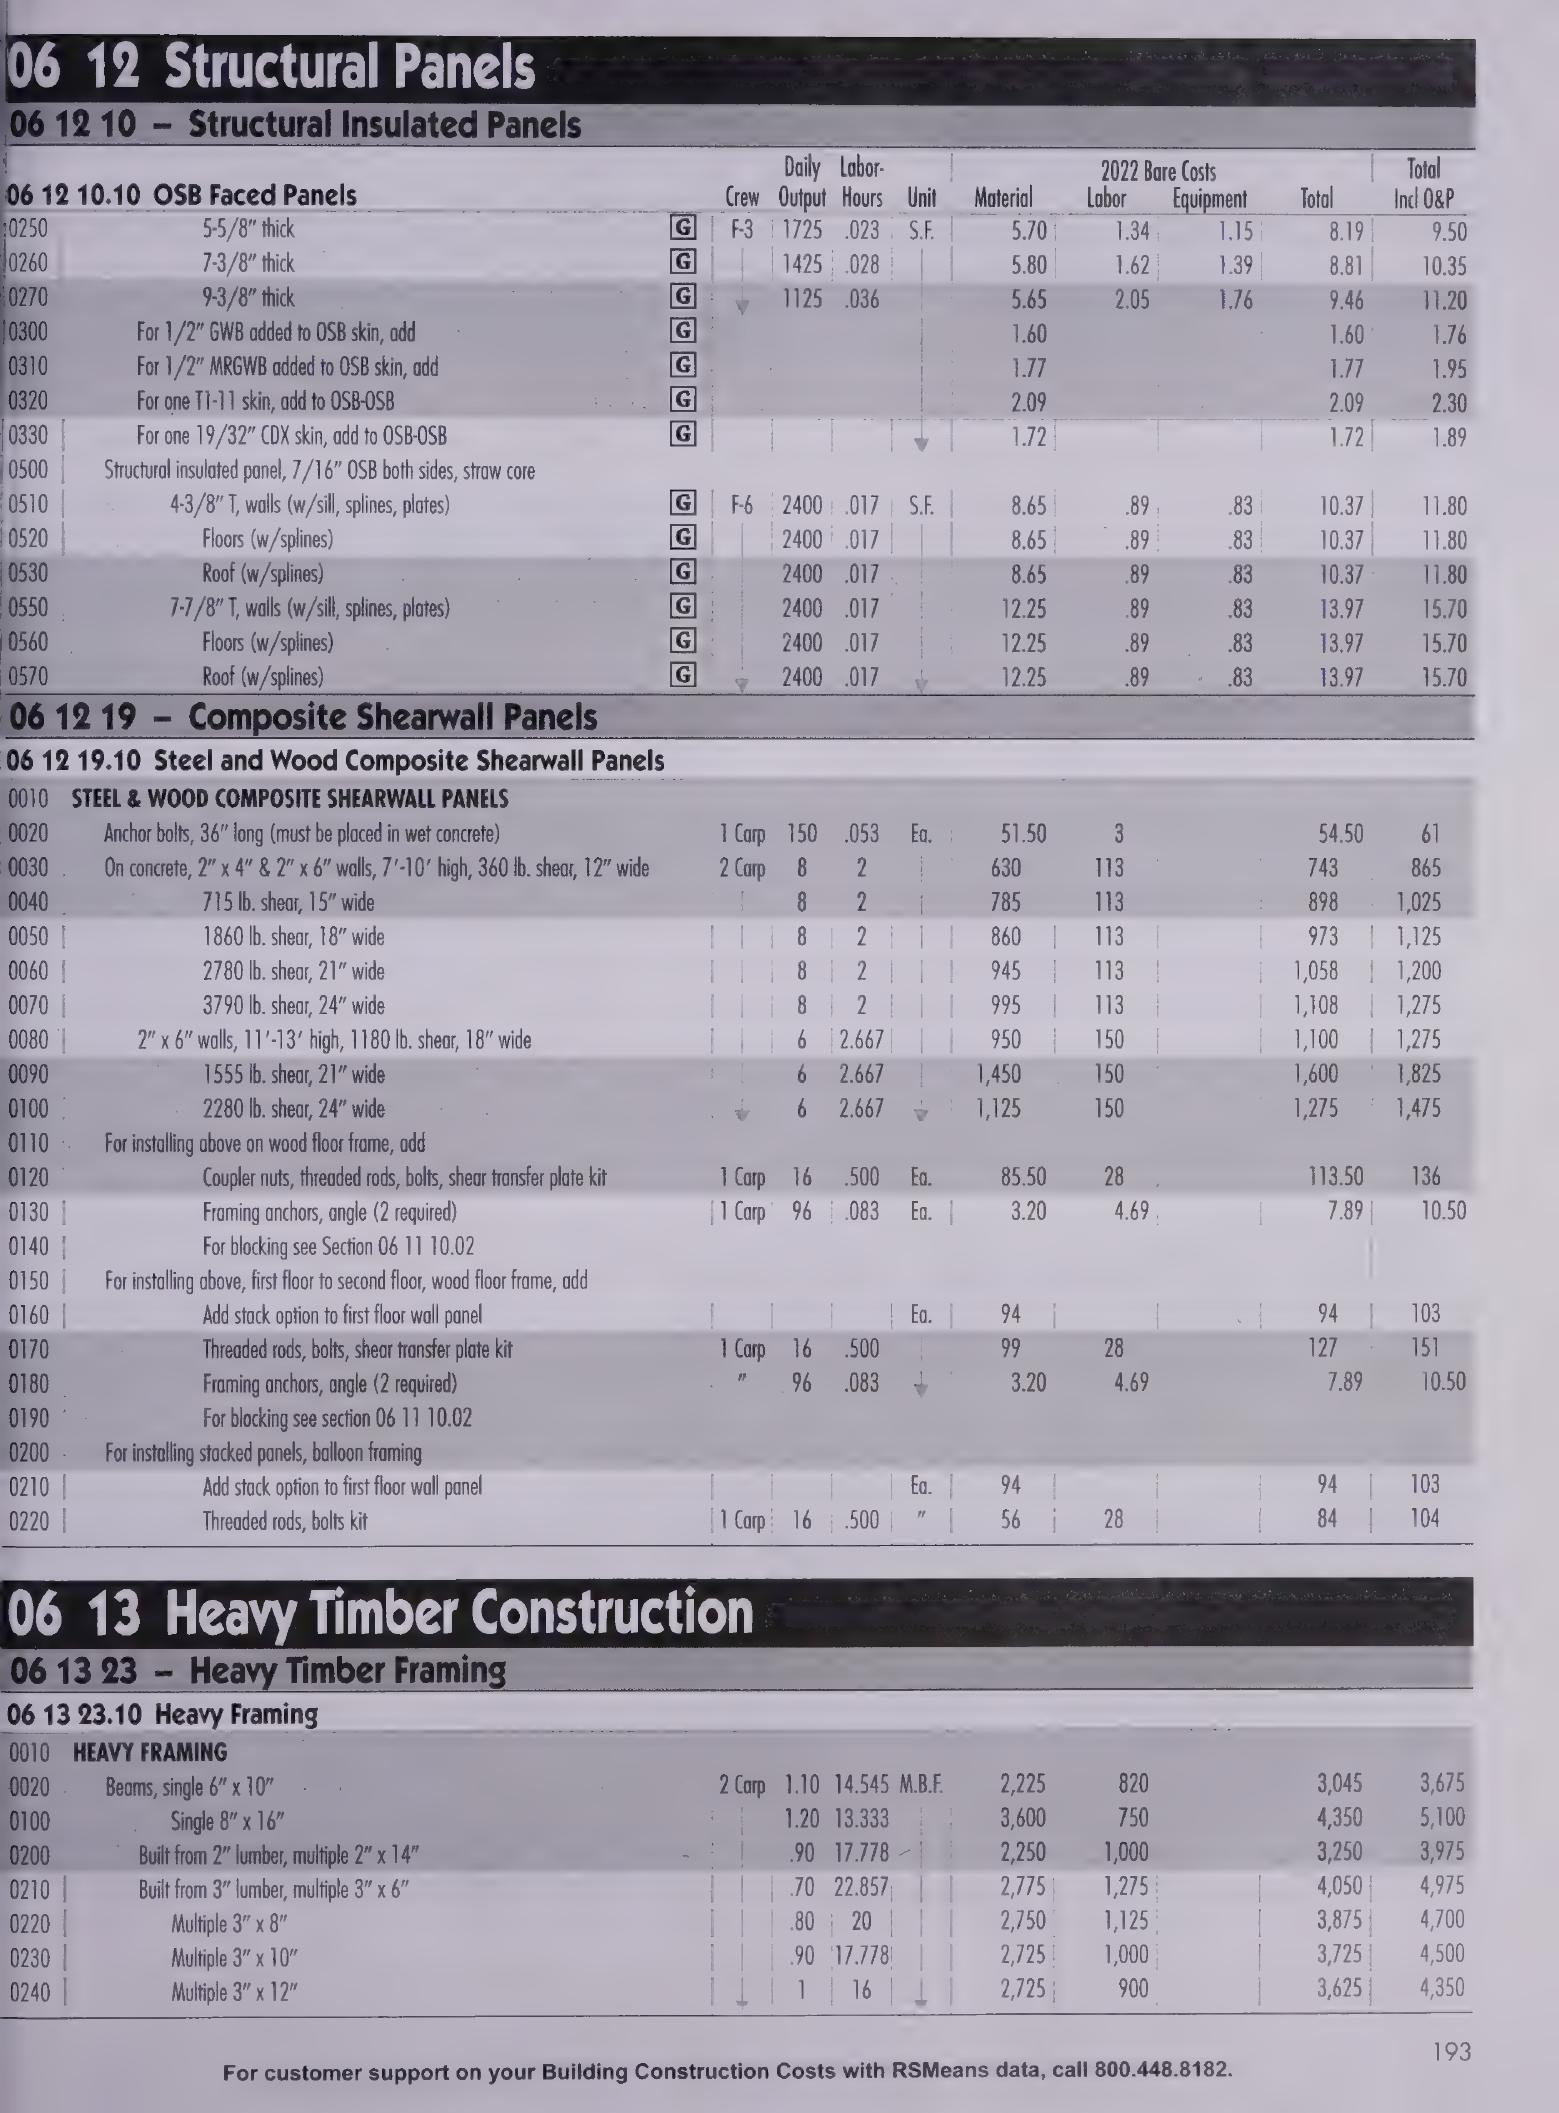 06 12 Structural Panels
06 12 10 – Structural Insulated Panels
Daily Labor- 2022 Bare Costs Total
06 12 10.10 OSB Faced Panels Crew Output Hours Unit Material Labor Equipment Total Incl O&P
0250 5-5/8" thick G F-3 1725 .023 S.F. 5.70 1.34 1.15 8.19 9.50
0260 7-3/8" thick G 1425 .028 5.80 1.62 1.39 8.81 10.35
0270 9-3/8" thick G 1125 .036 5.65 2.05 1.76 9.46 11.20
0300 For 1/2" GWB added to OSB skin, add G 1.60 1.60 1.76
0310 For 1/2" MRGWB added to OSB skin, add G 1.77 1.77 1.95
0320 For one T1-11 skin, add to OSB-OSB G 2.09 2.09 2.30
0330 For one 19/32" CDX skin, add to OSB-OSB G 1.72 1.72 1.89
0500 Structural insulated panel, 7/16" OSB both sides, straw core
0510 4-3/8" T, walls (w/sill, splines, plates) G F-6 2400 .017 S.F. 8.65 .89 .83 10.37 11.80
0520 Floors (w/splines) G 2400 .017 8.65 .89 .83 10.37 11.80
0530 Roof (w/splines) G 2400 .017 8.65 .89 .83 10.37 11.80
0550 7-7/8" T, walls (w/sill, splines, plates) G 2400 .017 12.25 .89 .83 13.97 15.70
0560 Floors (w/splines) G 2400 .017 12.25 .89 .83 13.97 15.70
0570 Roof (w/splines) G 2400 .017 12.25 .89 .83 13.97 15.70
06 12 19 – Composite Shearwall Panels
06 12 19.10 Steel and Wood Composite Shearwall Panels
0010 STEEL & WOOD COMPOSITE SHEARWALL PANELS
0020 Anchor bolts, 36" long (must be placed in wet concrete) 1 Carp 150 .053 Ea. 51.50 3 54.50 61
0030 On concrete, 2" x 4" & 2" x 6" walls, 7'-10' high, 360 lb. shear, 12" wide 2 Carp 8 2 630 113 743 865
0040 715 lb. shear, 15" wide 8 2 785 113 898 1,025
0050 1860 lb. shear, 18" wide 8 2 860 113 973 1,125
0060 2780 lb. shear, 21" wide 8 2 945 113 1,058 1,200
0070 3790 lb. shear, 24" wide 8 2 995 113 1,108 1,275
0080 2" x 6" walls, 11'-13' high, 1180 lb. shear, 18" wide 6 2.667 950 150 1,100 1,275
0090 1555 lb. shear, 21" wide 6 2.667 1,450 150 1,600 1,825
0100 2280 lb. shear, 24" wide 6 2.667 1,125 150 1,275 1,475
0110 For installing above on wood floor frame, add
0120 Coupler nuts, threaded rods, bolts, shear transfer plate kit 1 Carp 16 .500 Ea. 85.50 28 113.50 136
0130 Framing anchors, angle (2 required) 1 Carp 96 .083 Ea. 3.20 4.69 7.89 10.50
0140 For blocking see Section 06 11 10.02
0150 For installing above, first floor to second floor, wood floor frame, add
0160 Add stack option to first floor wall panel Ea. 94 94 103
0170 Threaded rods, bolts, shear transfer plate kit 1 Carp 16 .500 99 28 127 151
0180 Framing anchors, angle (2 required) " 96 .083 3.20 4.69 7.89 10.50
0190 For blocking see section 06 11 10.02
0200 For installing stacked panels, balloon framing
0210 Add stack option to first floor wall panel Ea. 94 94 103
0220 Threaded rods, bolts kit 1 Carp 16 .500 " 56 28 84 104
06 13 Heavy Timber Construction
06 13 23 – Heavy Timber Framing
06 13 23.10 Heavy Framing
0010 HEAVY FRAMING
0020 Beams, single 6" x 10" 2 Carp 1.10 14.545 M.B.F. 2,225 820 3,045 3,675
0100 Single 8" x 16" 1.20 13.333 3,600 750 4,350 5,100
0200 Built from 2" lumber, multiple 2" x 14" .90 17.778 2,250 1,000 3,250 3,975
0210 Built from 3" lumber, multiple 3" x 6" .70 22.857 2,775 1,275 4,050 4,975
0220 Multiple 3" x 8" .80 20 2,750 1,125 3,875 4,700
0230 Multiple 3" x 10" .90 17.778 2,725 1,000 3,725 4,500
0240 Multiple 3" x 12" 1 16 2,725 900 3,625 4,350
193
For customer support on your Building Construction Costs with RSMeans data, call 800.448.8182.